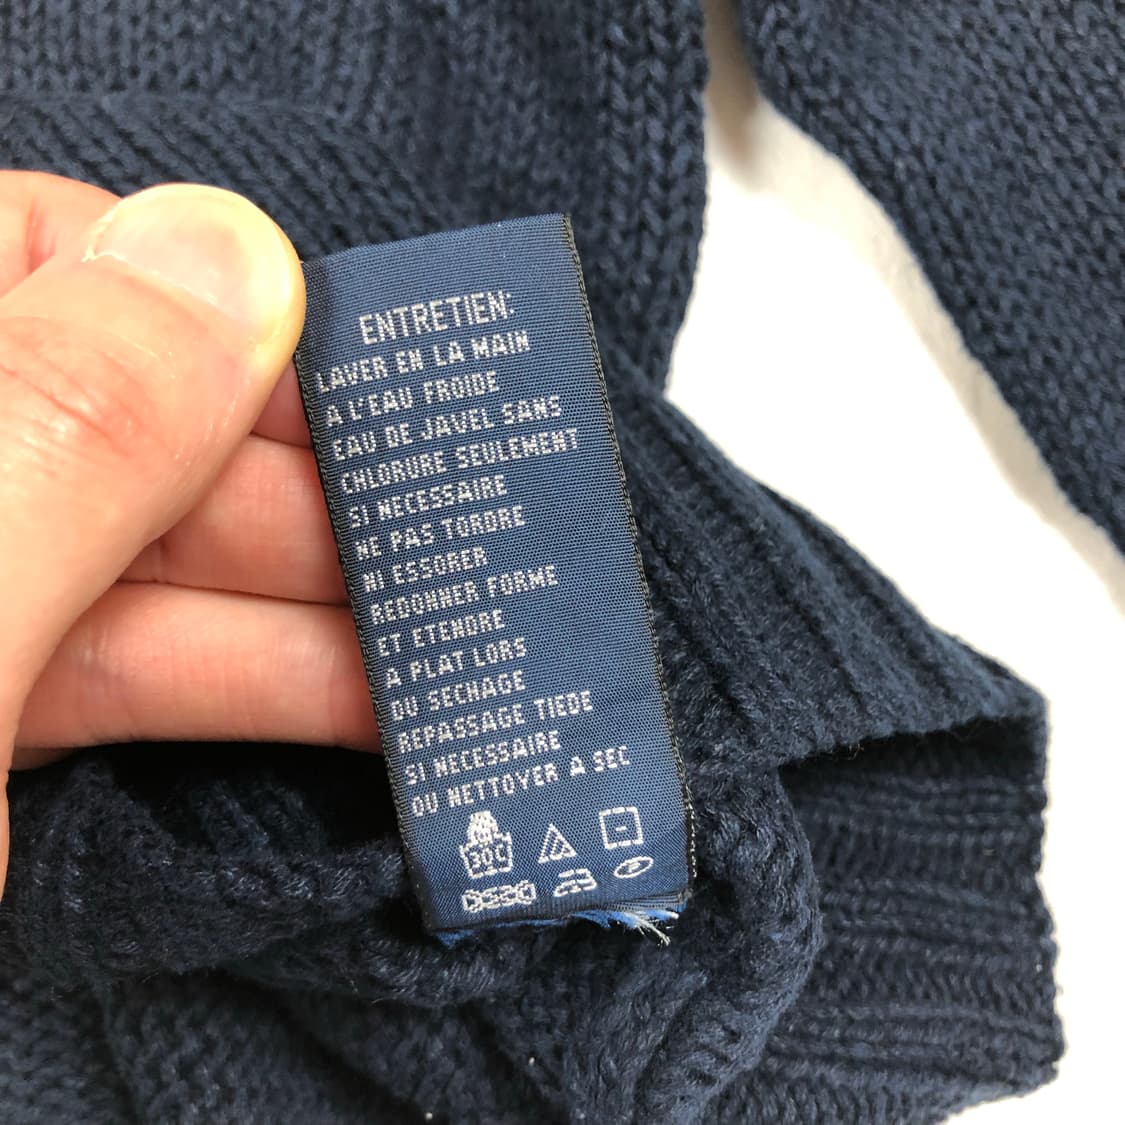 ENTRETIEN:
LAVER EN LA MAIN
A L'EAU FROIDE
EAU DE JAVEL SANS
CHLORURE SEULEMENT
SI NECESSAIRE
NE PAS TORDRE
NI ESSORER
REDONNER FORME
ET ETENDRE
A PLAT LORS
DU SECHAGE
REPASSAGE TIEDE
SI NECESSAIRE
OU NETTOYER A SEC
30C
P